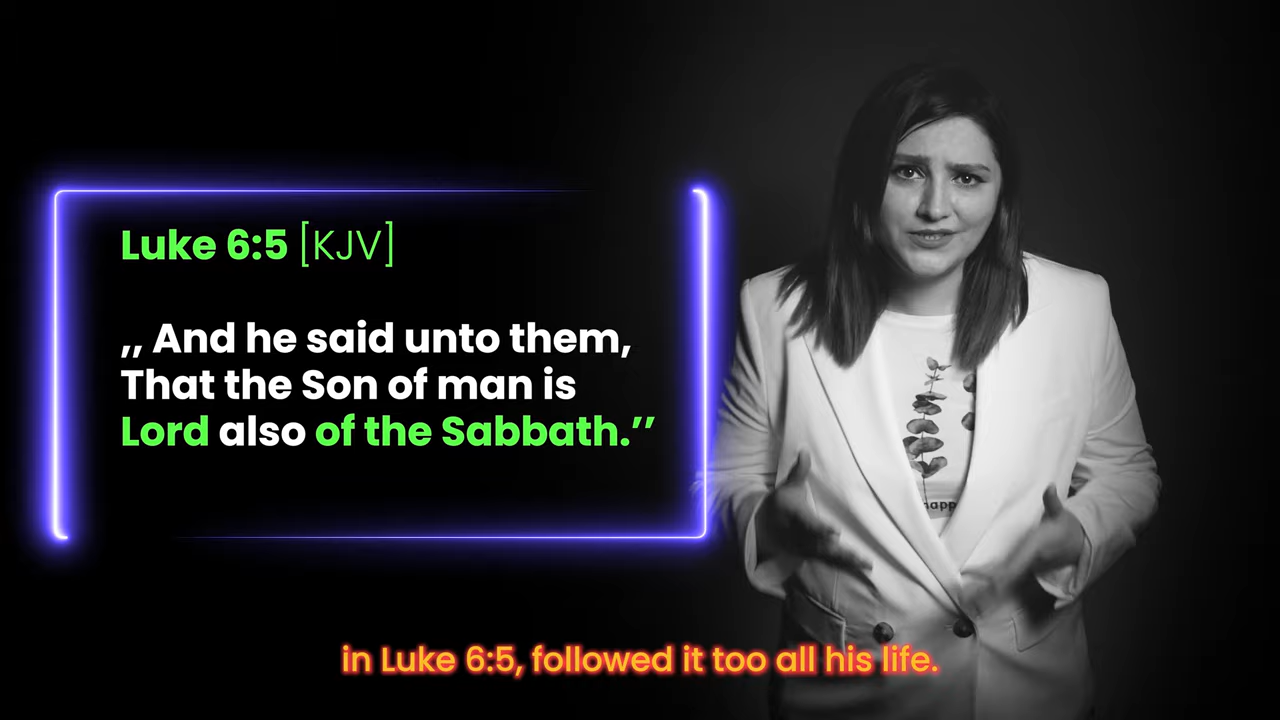 Luke 6:5 [KJV]
,, And he said unto them,
That the Son of man is
Lord also of the Sabbath.’’
happ
in Luke 6:5, followed it too all his life.